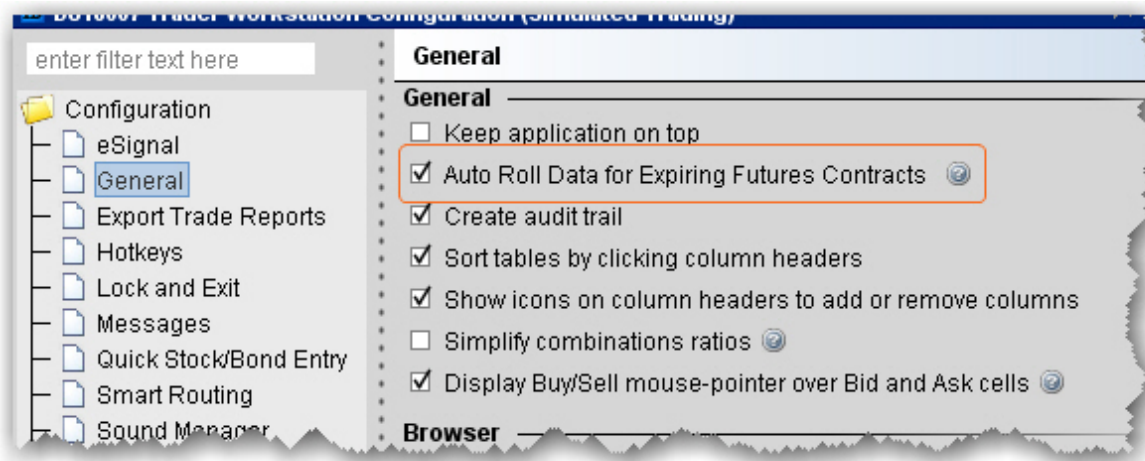 Trader Workstation Configuration (Simulated Trading)
enter filter text here
Configuration
eSignal
General
Export Trade Reports
Hotkeys
Lock and Exit
Messages
Quick Stock/Bond Entry
Smart Routing
Sound Manager
General
General
Keep application on top
Auto Roll Data for Expiring Futures Contracts
Create audit trail
Sort tables by clicking column headers
Show icons on column headers to add or remove columns
Simplify combinations ratios
Display Buy/Sell mouse-pointer over Bid and Ask cells
Browser